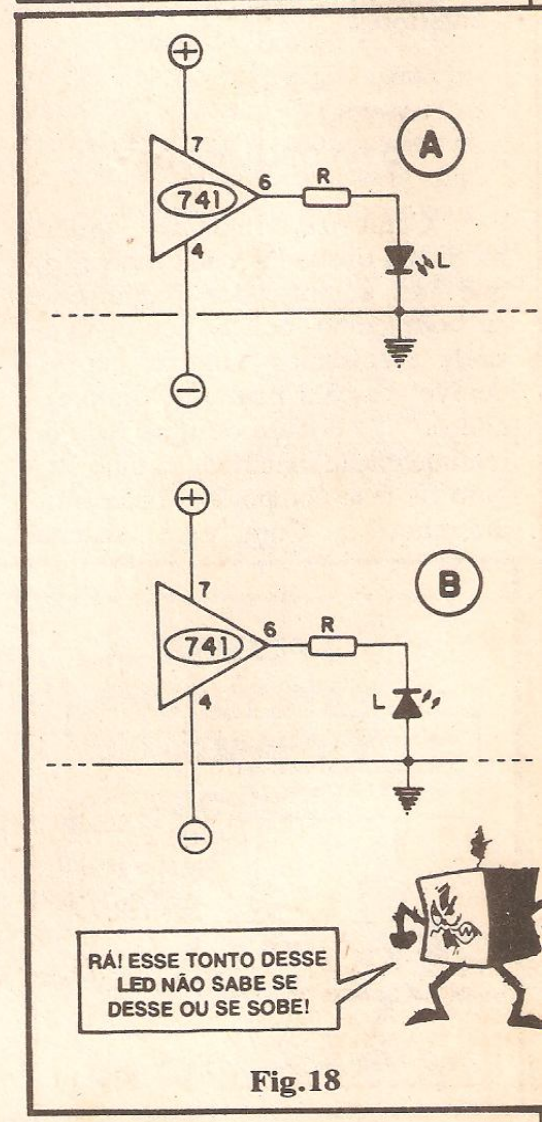 +
7
A
741
6
R
4
L
−
+
7
B
741
6
R
4
L
−
RÁ! ESSE TONTO DESSE
LED NÃO SABE SE
DESSE OU SE SOBE!
Fig.18